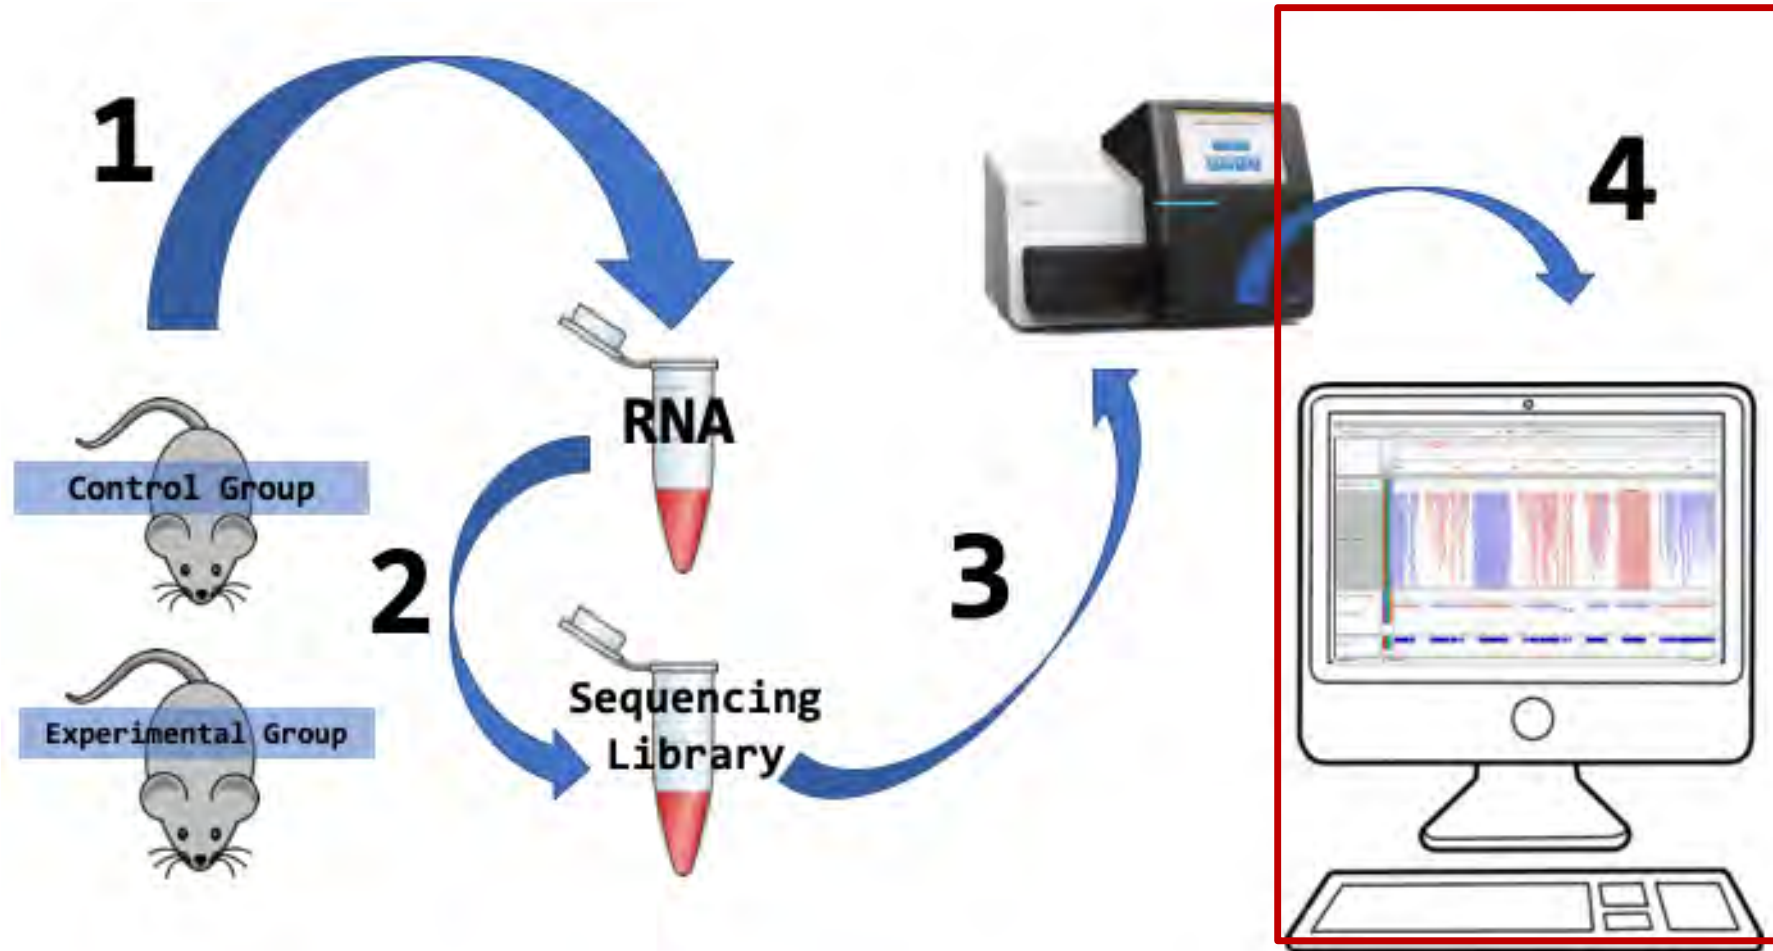 1
RNA
Control Group
2
Experimental Group
Sequencing
Library
3
4